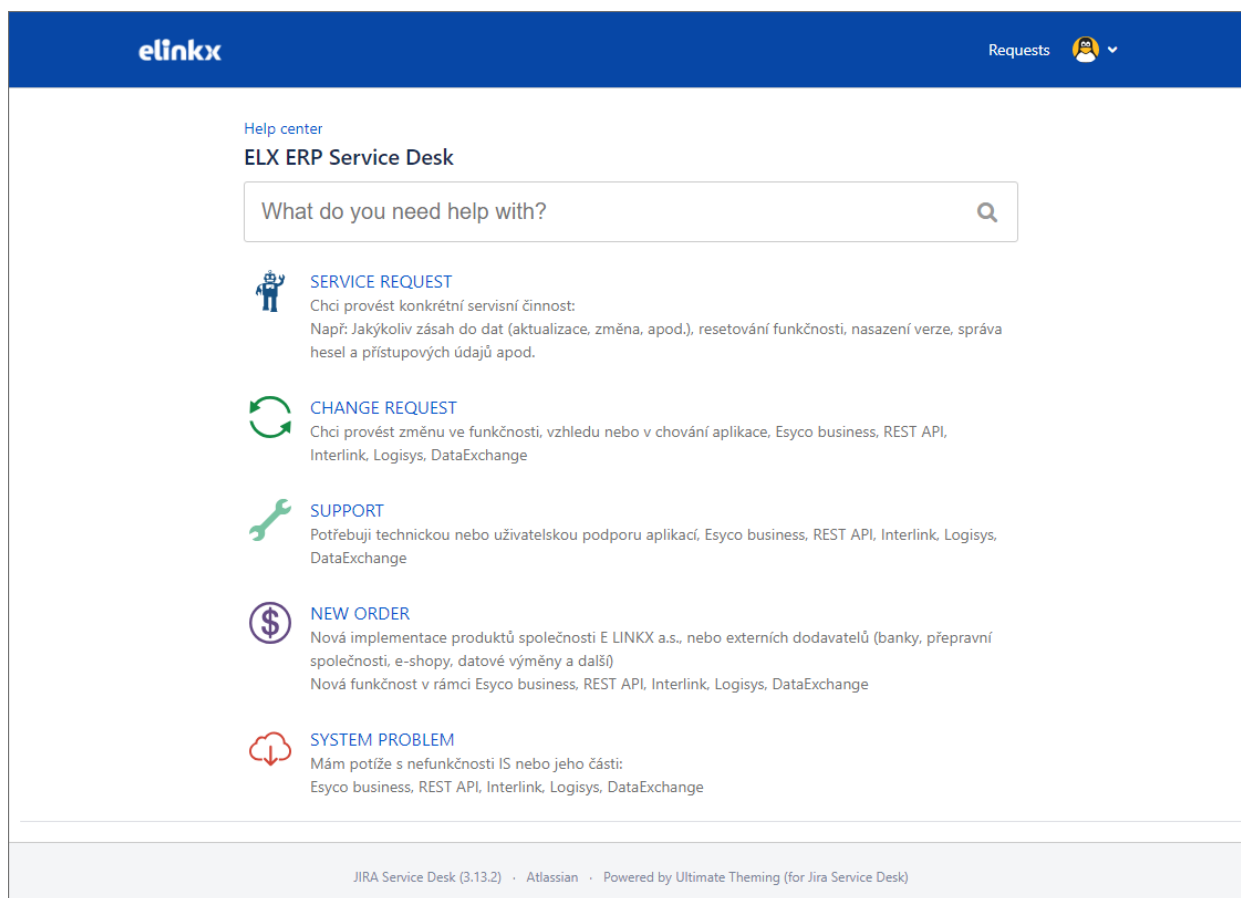 elinkx
Requests
Help center
ELX ERP Service Desk
What do you need help with?
SERVICE REQUEST
Chci provést konkrétní servisní činnost:
Např: Jakýkoliv zásah do dat (aktualizace, změna, apod.), resetování funkčnosti, nasazení verze, správa
hesel a přístupových údajů apod.
CHANGE REQUEST
Chci provést změnu ve funkčnosti, vzhledu nebo v chování aplikace, Esyco business, REST API,
Interlink, Logisys, DataExchange
SUPPORT
Potřebuji technickou nebo uživatelskou podporu aplikací, Esyco business, REST API, Interlink, Logisys,
DataExchange
NEW ORDER
Nová implementace produktů společnosti E LINKX a.s., nebo externích dodavatelů (banky, přepravní
společnosti, e-shopy, datové výměny a další)
Nová funkčnost v rámci Esyco business, REST API, Interlink, Logisys, DataExchange
SYSTEM PROBLEM
Mám potíže s nefunkčnosti IS nebo jeho části:
Esyco business, REST API, Interlink, Logisys, DataExchange
JIRA Service Desk (3.13.2) · Atlassian · Powered by Ultimate Theming (for Jira Service Desk)